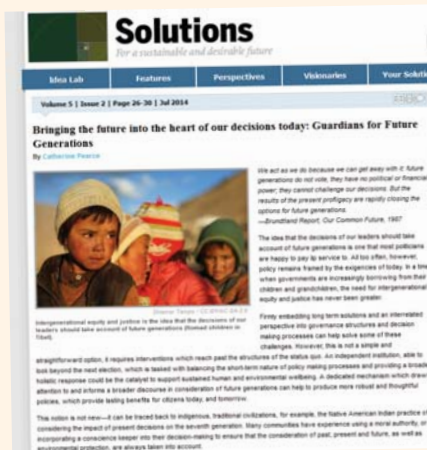 Solutions
For a sustainable and desirable future
Idea Lab
Features
Perspectives
Visionaries
Your Soluti
Volume 5 | Issue 2 | Page 26-30 | Jul 2014
Bringing the future into the heart of our decisions today: Guardians for Future
Generations
By Catherine Pearce
We act as we do because we can get away with it: future
generations do not vote, they have no political or financial
power; they cannot challenge our decisions. But the
results of the present profligacy are rapidly closing the
options for future generations.
—Brundtland Report, Our Common Future, 1987
The idea that the decisions of our leaders should take
account of future generations is one that most politicians
are happy to pay lip service to. All too often, however,
policy remains framed by the exigencies of today. In a time
when governments are increasingly borrowing from their
children and grandchildren, the need for intergenerational
equity and justice has never been greater.
Firmly embedding long term solutions and an interrelated
perspective into governance structures and decision
making processes can help solve some of these
challenges. However, this is not a simple and
Intergenerational equity and justice is the idea that the decisions of our
leaders should take account of future generations (Nomad children in
Tibet).
straightforward option, it requires interventions which reach past the structures of the status quo. An independent institution, able to
look beyond the next election, which is tasked with balancing the short-term nature of policy making processes and providing a broader
holistic response could be the catalyst to support sustained human and environmental wellbeing. A dedicated mechanism which draws
attention to and informs a broader discourse in consideration of future generations can help to produce more robust and thoughtful
policies, which provide lasting benefits for citizens today, and tomorrow.
This notion is not new—it can be traced back to indigenous, traditional civilizations, for example, the Native American Indian practice of
considering the impact of present decisions on the seventh generation. Many communities have experience using a moral authority, or
incorporating a conscience keeper into their decision-making to ensure that the consideration of past, present and future, as well as
environmental protection, are always taken into account.